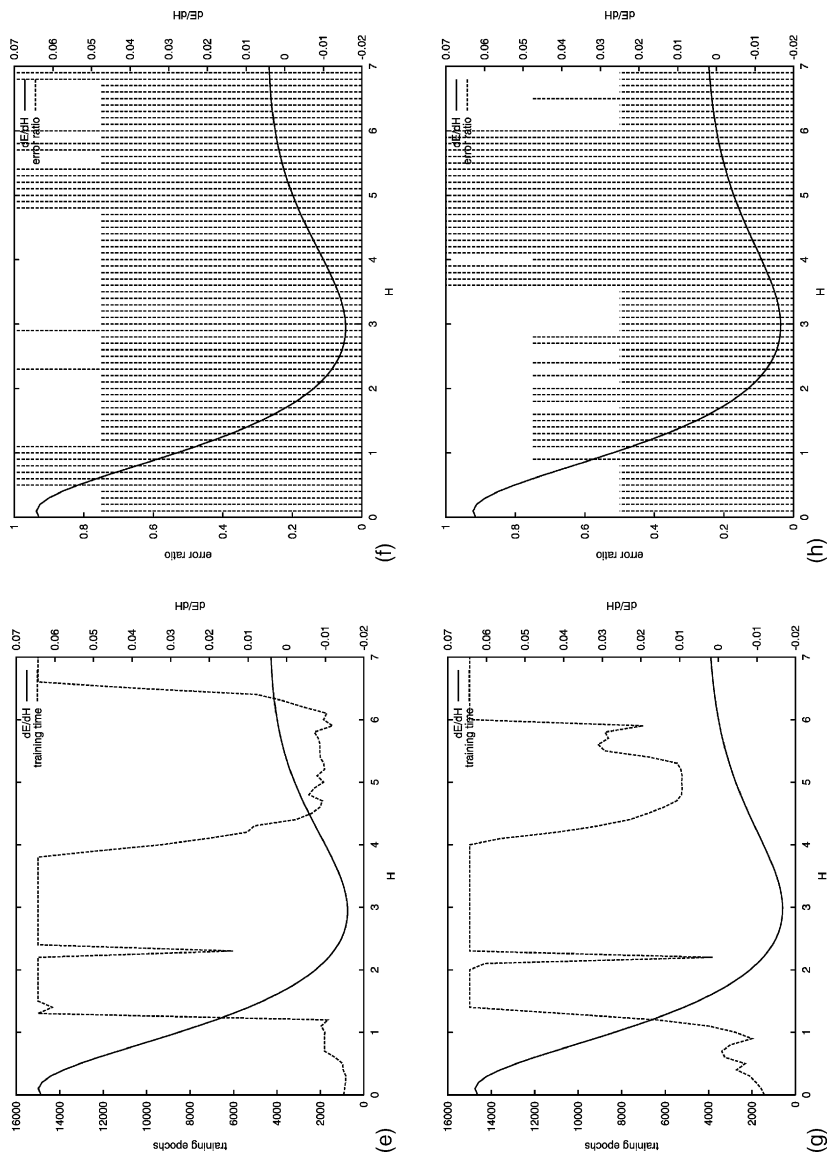 dE/dH
training time
16000
14000
12000
10000
8000
6000
4000
2000
0
training epochs
0 1 2 3 4 5 6 7
H
0.07
0.06
0.05
0.04
0.03
0.02
0.01
0
-0.01
-0.02
dE/dH
(e)
dE/dH
error ratio
1
0.8
0.6
0.4
0.2
0
error ratio
0 1 2 3 4 5 6 7
H
0.07
0.06
0.05
0.04
0.03
0.02
0.01
0
-0.01
-0.02
dE/dH
(f)
dE/dH
training time
16000
14000
12000
10000
8000
6000
4000
2000
0
training epochs
0 1 2 3 4 5 6 7
H
0.07
0.06
0.05
0.04
0.03
0.02
0.01
0
-0.01
-0.02
dE/dH
(g)
dE/dH
error ratio
1
0.8
0.6
0.4
0.2
0
error ratio
0 1 2 3 4 5 6 7
H
0.07
0.06
0.05
0.04
0.03
0.02
0.01
0
-0.01
-0.02
dE/dH
(h)